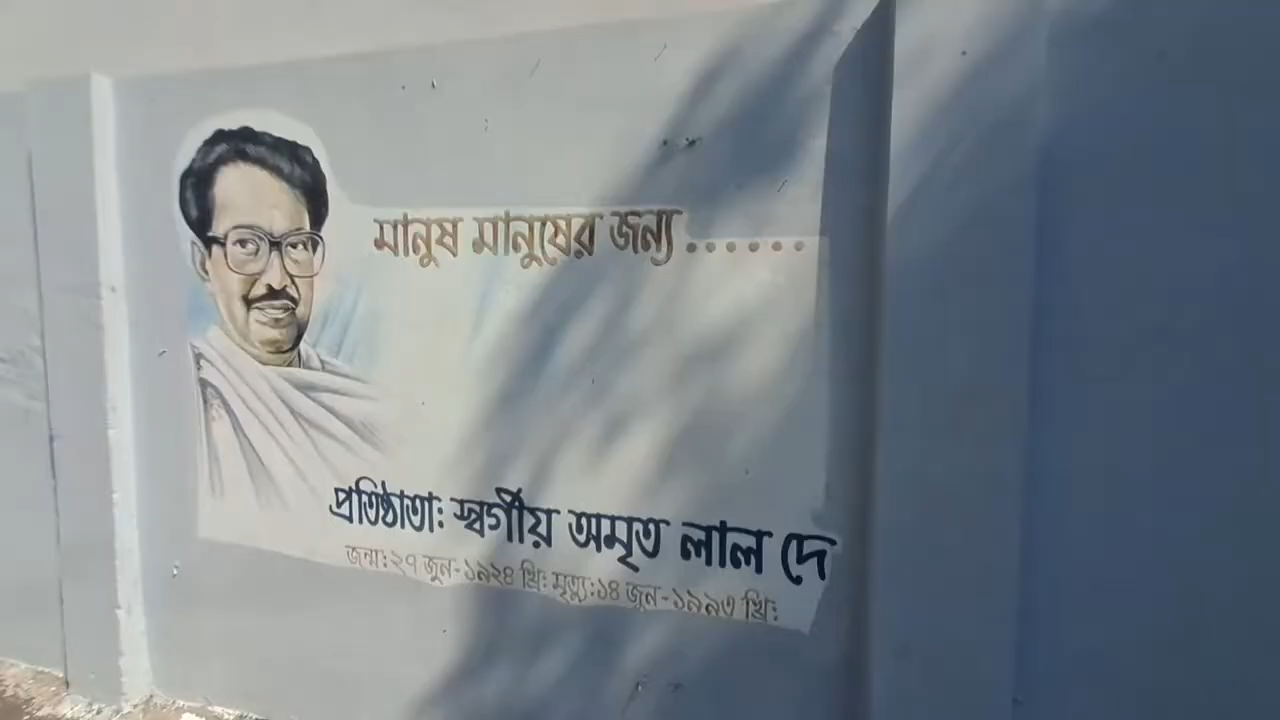 মানুষ মানুষের জন্য......
প্রতিষ্ঠাতা: স্বর্গীয় অমৃত লাল দে
জন্ম: ২৭ জুন-১৯২৪ খ্রি: মৃত্যু: ১৪ জুন-১৯৯৩ খ্রি: